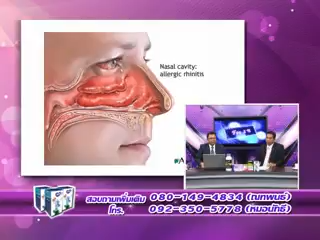 Nasal cavity:
allergic rhinitis
สอบถามเพิ่มเติม 080-149-4834 (ณฑพนธ์)
โทร. 092-350-5778 (หมอนัทธ์)